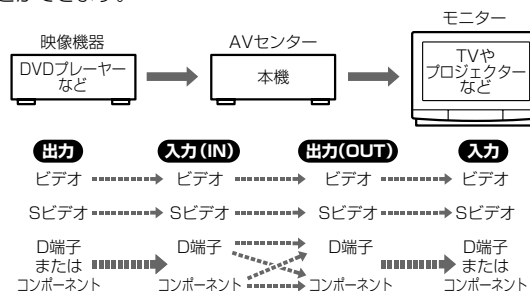 とができます。
モニター
映像機器
AVセンター
DVDプレーヤー
など
本機
TVや
プロジェクター
など
出力
入力(IN)
出力(OUT)
入力
ビデオ
ビデオ
ビデオ
ビデオ
Sビデオ
Sビデオ
Sビデオ
Sビデオ
D端子
または
コンポーネント
D端子
コンポーネント
D端子
コンポーネント
D端子
または
コンポーネント